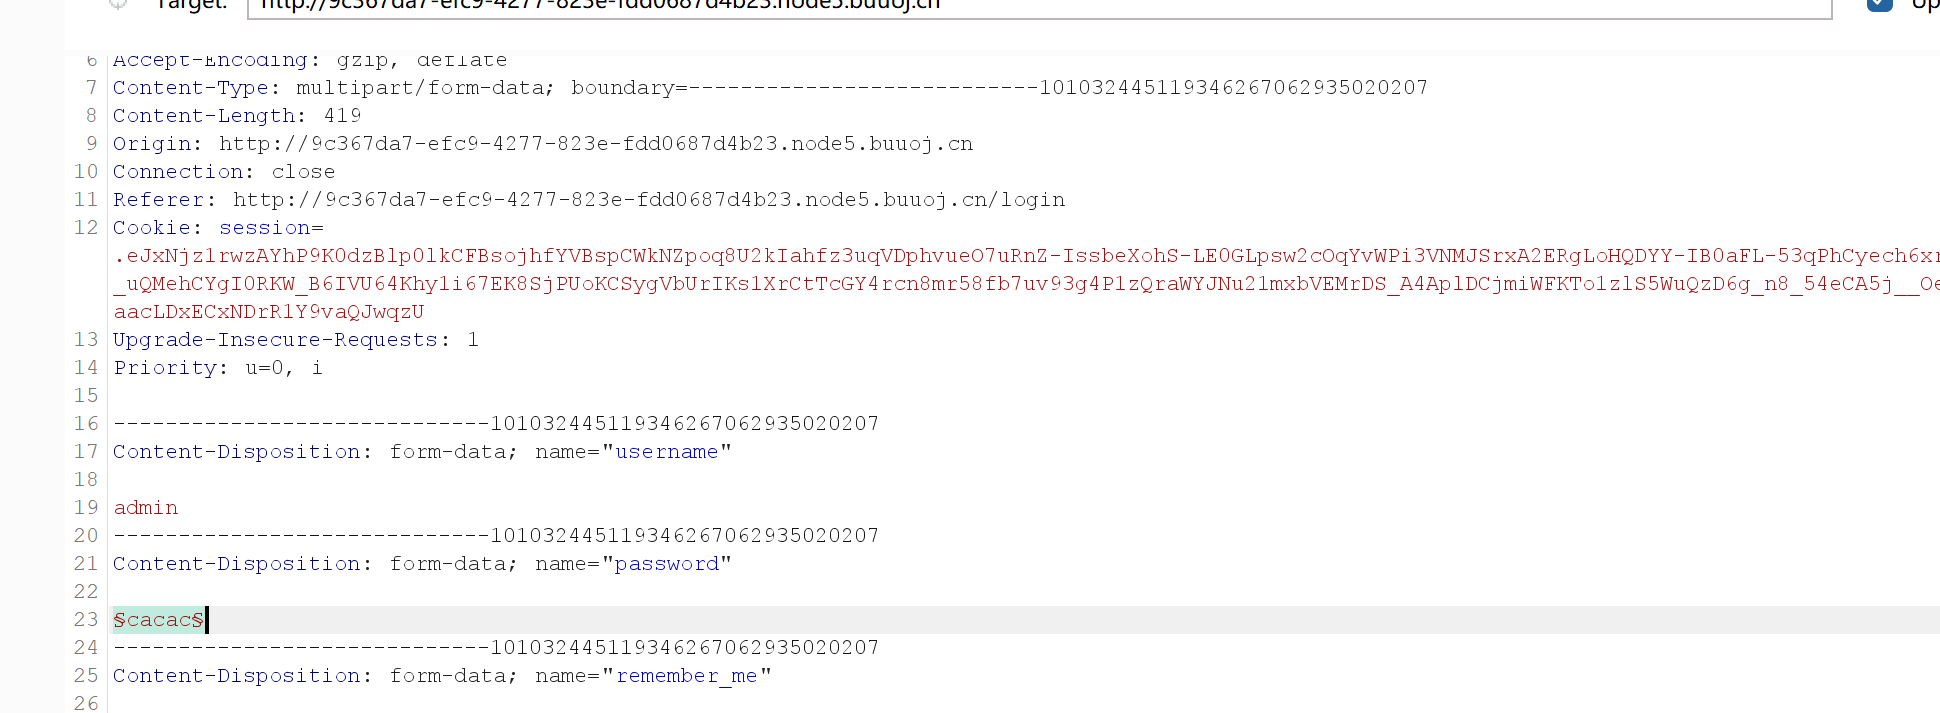 Target: http://9c367da7-efc9-4277-823e-fdd0687d4b23.node5.buuoj.cn
6 Accept-Encoding: gzip, deflate
7 Content-Type: multipart/form-data; boundary=---------------------------101032445119346267062935020207
8 Content-Length: 419
9 Origin: http://9c367da7-efc9-4277-823e-fdd0687d4b23.node5.buuoj.cn
10 Connection: close
11 Referer: http://9c367da7-efc9-4277-823e-fdd0687d4b23.node5.buuoj.cn/login
12 Cookie: session=
.eJxNjz1rwzAYhP9K0dzBlp0lkCFBsojhfYVBspCWkNZpoq8U2kIahfz3uqVDphvueO7uRnZ-IssbeXohS-LE0GLpsw2cOqYvWPi3VNMJSrxA2ERgLoHQDYY-IB0aFL-53qPhCyech6x
_uQMehCYgI0RKW_B6IVU64Khy1i67EK8SjPUoKCSygVbUrIKs1XrCtTcGY4rcn8mr58fb7uv93g4P1zQraWYJNu21mxbVEMrDS_A4AplDCjmiWFKTo1zlS5WuQzD6g_n8_54eCA5j__O
aacLDxECxNDrRlY9vaQJwqzU
13 Upgrade-Insecure-Requests: 1
14 Priority: u=0, i
15
16 -----------------------------101032445119346267062935020207
17 Content-Disposition: form-data; name="username"
18
19 admin
20 -----------------------------101032445119346267062935020207
21 Content-Disposition: form-data; name="password"
22
23 §cacac§
24 -----------------------------101032445119346267062935020207
25 Content-Disposition: form-data; name="remember_me"
26